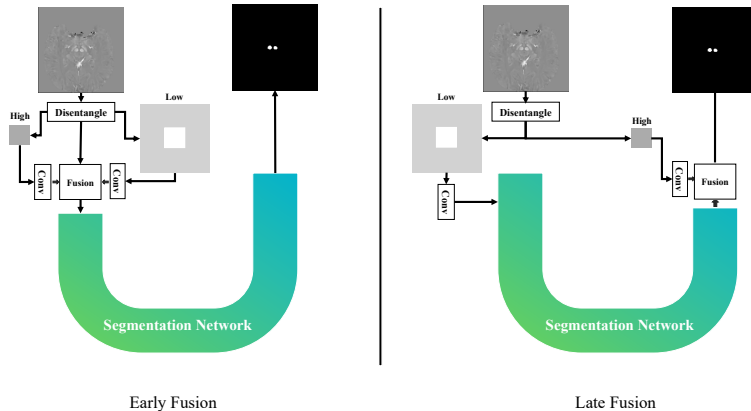 Disentangle
Low
High
Conv
Fusion
Conv
Segmentation Network
Early Fusion
Disentangle
Low
High
Conv
Conv
Fusion
Segmentation Network
Late Fusion